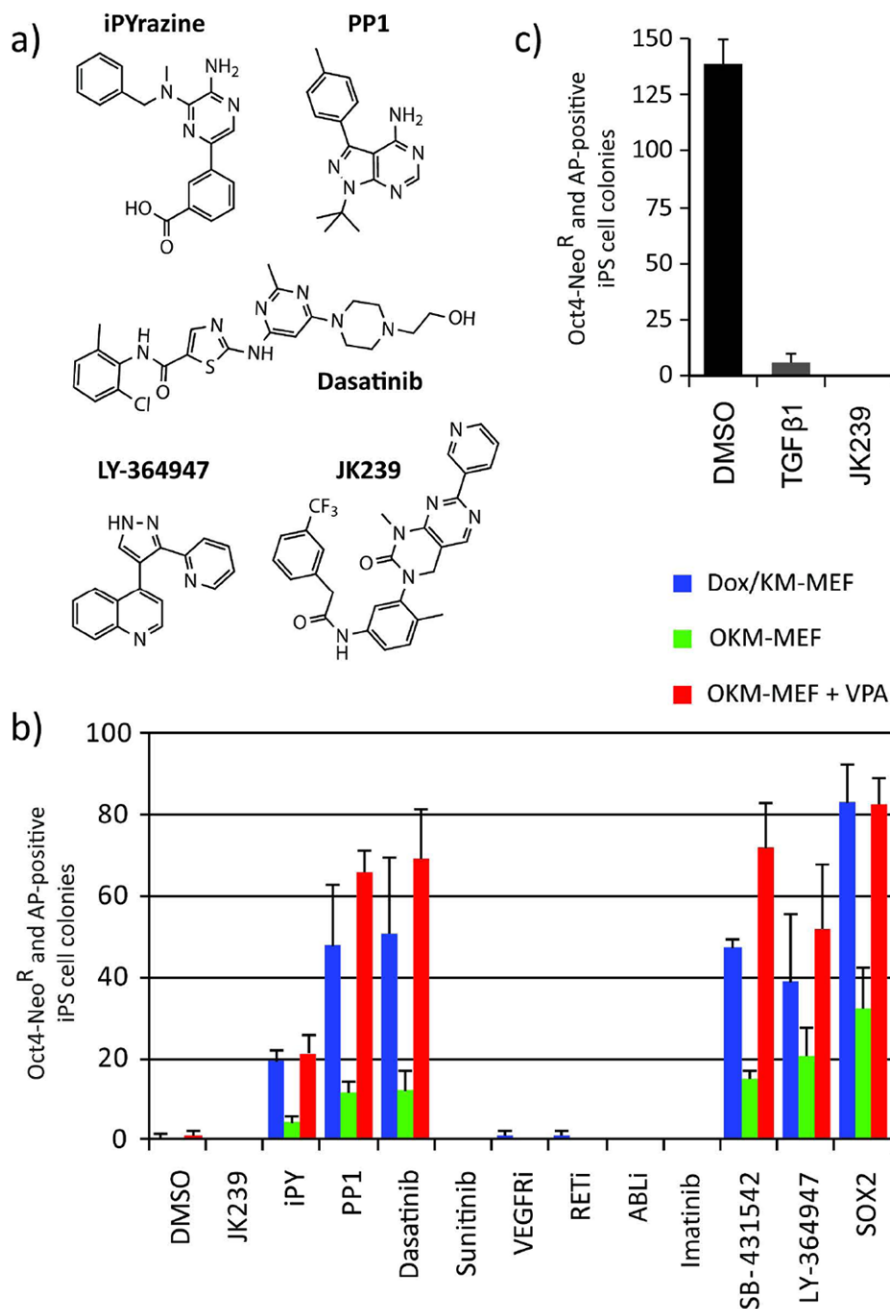 a)
iPYrazine
PP1
NH2
N
N
N
HO
O
NH2
N
N
N
N
Dasatinib
H
N
O
Cl
N
S
NH
N
N
N
N
OH
LY-364947
HN-N
N
N
JK239
CF3
O
N
H
N
O
N
N
N
N
c)
Oct4-Neo^R and AP-positive
iPS cell colonies
150
125
100
75
50
25
0
DMSO
TGFβ1
JK239
Dox/KM-MEF
OKM-MEF
OKM-MEF + VPA
b)
Oct4-Neo^R and AP-positive
iPS cell colonies
100
80
60
40
20
0
DMSO
JK239
iPY
PP1
Dasatinib
Sunitinib
VEGFRi
RETi
ABLi
Imatinib
SB-431542
LY-364947
SOX2